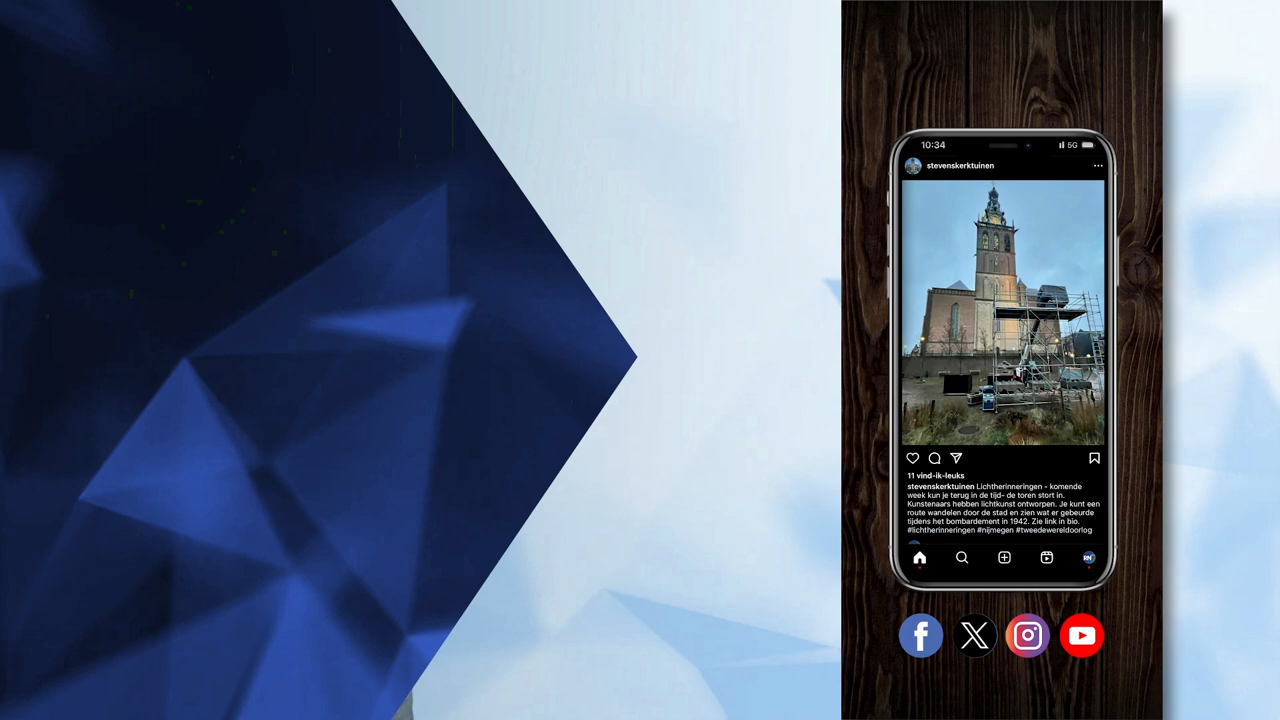 10:34
5G
stevenskerktuinen
11 vind-ik-leuks
stevenskerktuinen Lichtherinneringen - komende
week kun je terug in de tijd- de toren stort in.
Kunstenaars hebben lichtkunst ontworpen. Je kunt een
route wandelen door de stad en zien wat er gebeurde
tijdens het bombardement in 1942. Zie link in bio.
#lichtherinneringen #nijmegen #tweedewereldoorlog
RN7